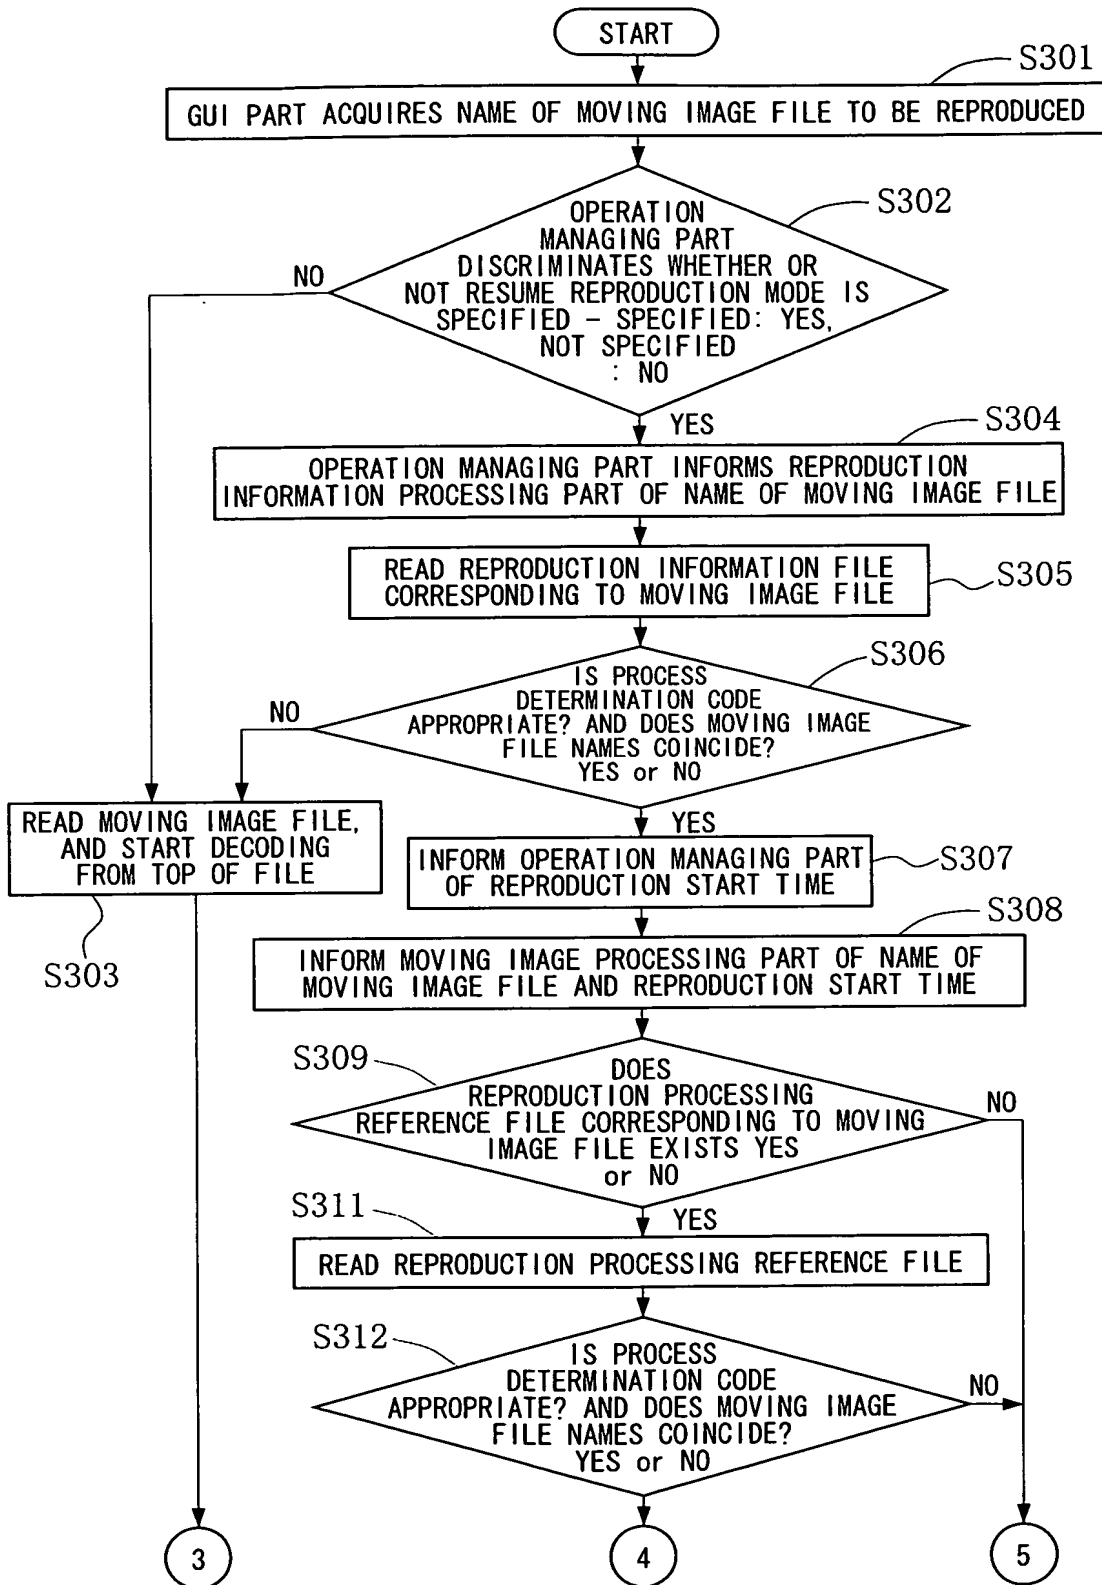 START
S301
GUI PART ACQUIRES NAME OF MOVING IMAGE FILE TO BE REPRODUCED
S302
OPERATION
MANAGING PART
DISCRIMINATES WHETHER OR
NOT RESUME REPRODUCTION MODE IS
SPECIFIED – SPECIFIED: YES,
NOT SPECIFIED
: NO
NO
YES
S304
OPERATION MANAGING PART INFORMS REPRODUCTION
INFORMATION PROCESSING PART OF NAME OF MOVING IMAGE FILE
READ REPRODUCTION INFORMATION FILE
CORRESPONDING TO MOVING IMAGE FILE
S305
S306
IS PROCESS
DETERMINATION CODE
APPROPRIATE? AND DOES MOVING IMAGE
FILE NAMES COINCIDE?
YES or NO
NO
YES
READ MOVING IMAGE FILE,
AND START DECODING
FROM TOP OF FILE
S303
INFORM OPERATION MANAGING PART
OF REPRODUCTION START TIME
S307
S308
INFORM MOVING IMAGE PROCESSING PART OF NAME OF
MOVING IMAGE FILE AND REPRODUCTION START TIME
S309
DOES
REPRODUCTION PROCESSING
REFERENCE FILE CORRESPONDING TO MOVING
IMAGE FILE EXISTS YES
or NO
NO
YES
S311
READ REPRODUCTION PROCESSING REFERENCE FILE
S312
IS PROCESS
DETERMINATION CODE
APPROPRIATE? AND DOES MOVING IMAGE
FILE NAMES COINCIDE?
YES or NO
NO
3
4
5